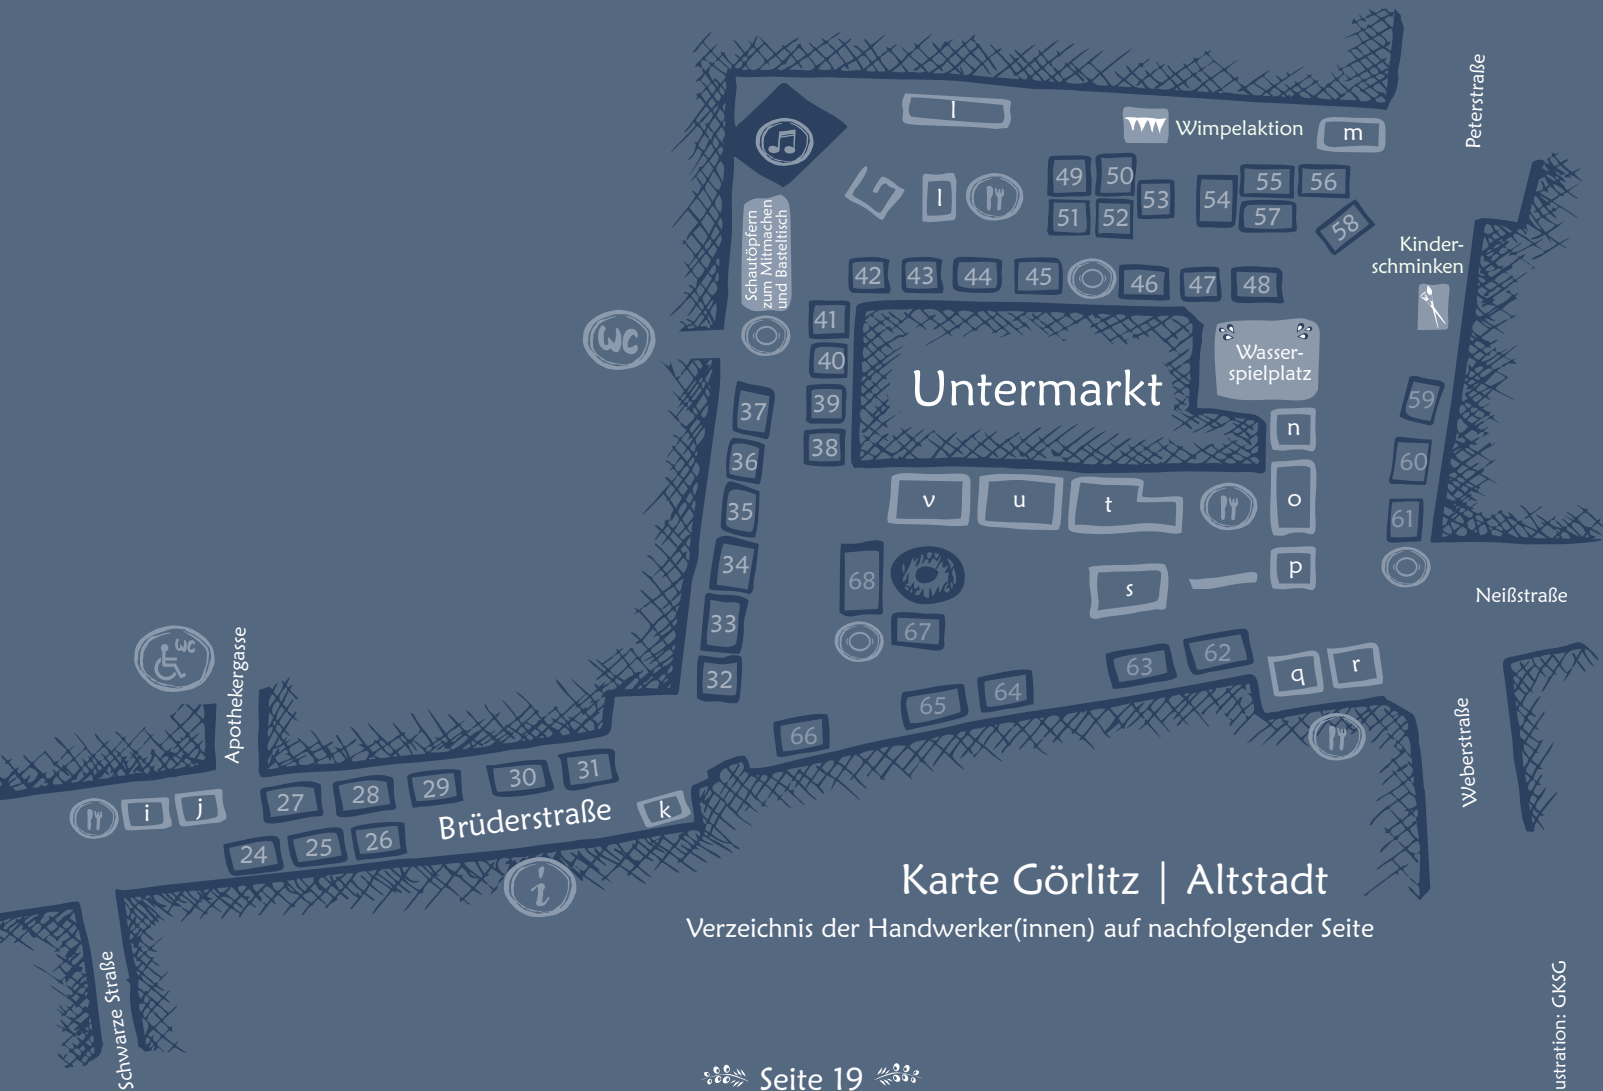 Peterstraße
l
Wimpelaktion
m
49
50
53
54
55
56
51
52
57
58
l
Schautöpfern
zum Mitmachen
und Basteltisch
Kinder-
schminken
42
43
44
45
46
47
48
41
WC
40
Wasser-
spielplatz
Untermarkt
37
39
59
38
n
36
60
v
u
t
o
35
61
34
68
s
p
Neißstraße
33
67
32
63
62
q
r
65
64
66
Weberstraße
WC
Apothekergasse
i
j
27
28
29
30
31
Brüderstraße
k
24
25
26
i
Karte Görlitz | Altstadt
Verzeichnis der Handwerker(innen) auf nachfolgender Seite
Schwarze Straße
ustration: GKSG
Seite 19